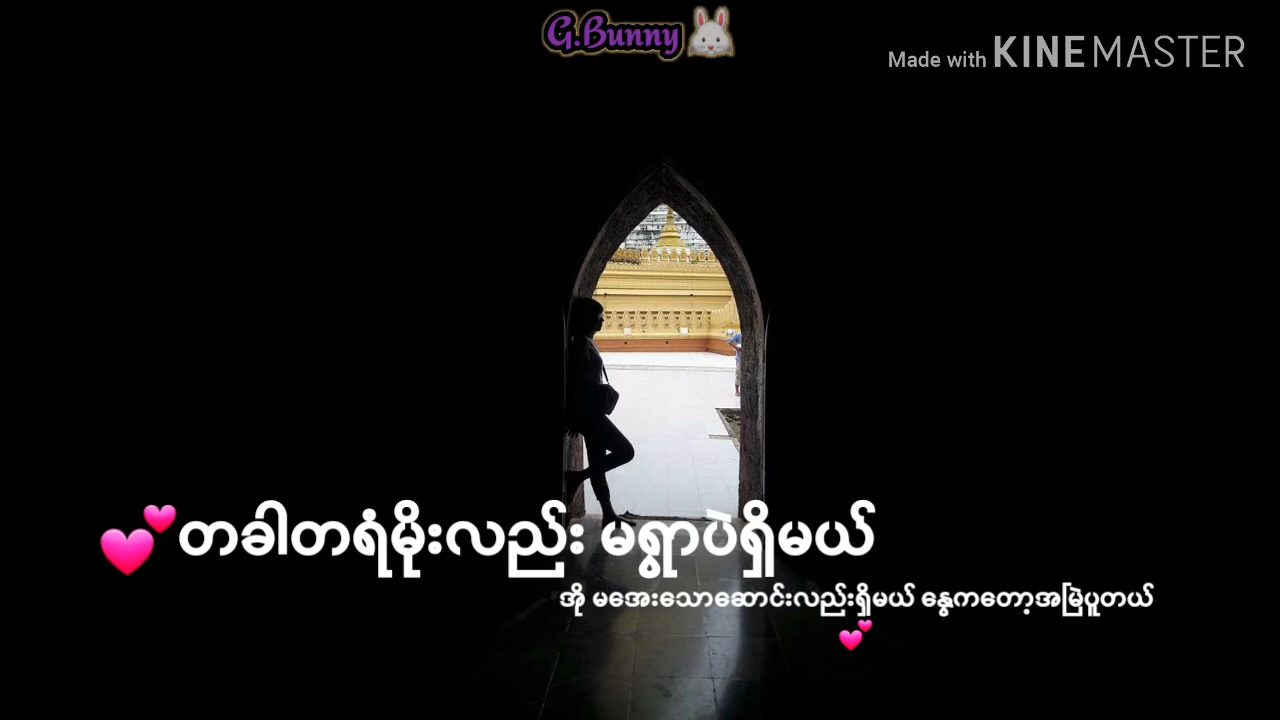 G.Bunny🐰
Made with KINEMASTER
💕တခါတရံမိုးလည်း မရွာပဲရှိမယ်
အို မအေးသောဆောင်းလည်းရှိမယ် နွေကတော့အမြဲပူတယ်
💕